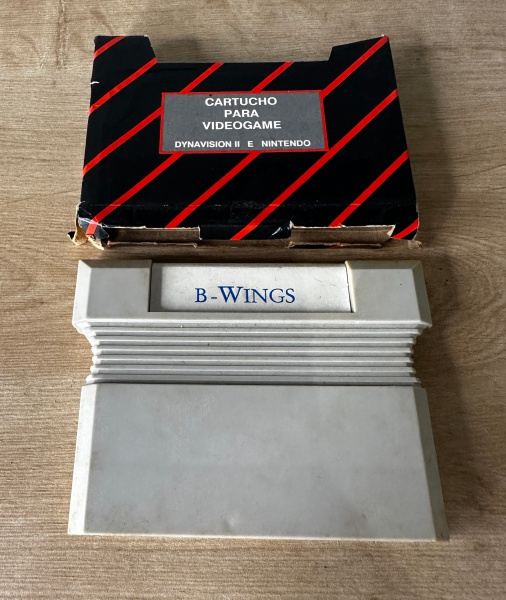 CARTUCHO
PARA
VIDEOGAME
DYNAVISION II E NINTENDO
B-WINGS